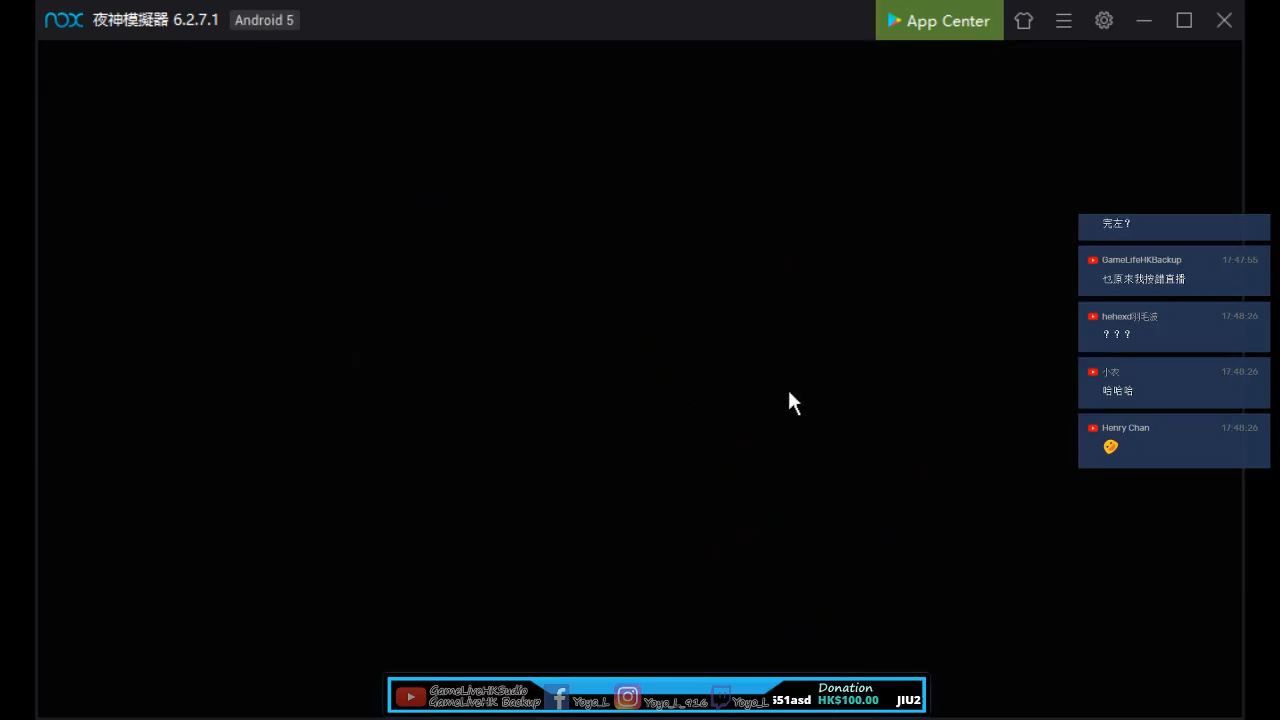 nox 夜神模擬器 6.2.7.1 Android 5 App Center
完左?
GameLifeHKBackup 17:47:55
乜原來我按錯直播
hehexd羽毛波 17:48:26
? ? ?
小衣 17:48:26
哈哈哈
Henry Chan 17:48:26
GameLiveHKSudio
GameLiveHK Backup
Yoyo_L
Yoyo_L_916
Yoyo_L
551asd
Donation
HK$100.00
JIU2